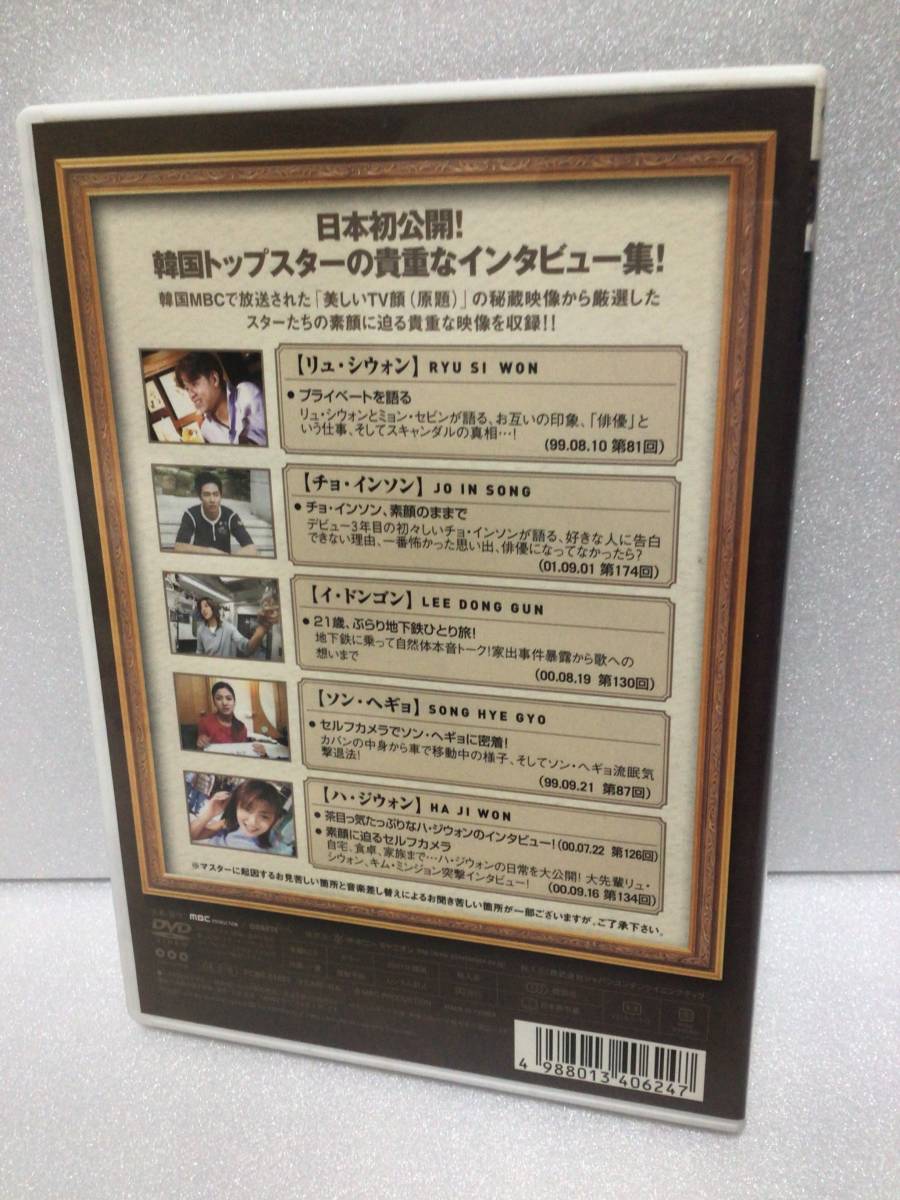 日本初公開!
韓国トップスターの貴重なインタビュー集!
韓国MBCで放送された「美しいTV顔(原題)」の秘蔵映像から厳選した
スターたちの素顔に迫る貴重な映像を収録!!
【リュ・シウォン】 RYU SI WON
● プライベートを語る
リュ・シウォンとミョン・セビンが語る、お互いの印象、「俳優」と
いう仕事、そしてスキャンダルの真相…!
(99.08.10 第81回)
【チョ・インソン】 JO IN SONG
● チョ・インソン、素顔のままで
デビュー3年目の初々しいチョ・インソンが語る、好きな人に告白
できない理由、一番怖かった思い出、俳優になってなかったら?
(01.09.01 第174回)
【イ・ドンゴン】 LEE DONG GUN
● 21歳、ぶらり地下鉄ひとり旅!
地下鉄に乗って自然体本音トーク!家出事件暴露から歌への
想いまで
(00.08.19 第130回)
【ソン・ヘギョ】 SONG HYE GYO
● セルフカメラでソン・ヘギョに密着!
カバンの中身から車で移動中の様子、そしてソン・ヘギョ流眠気
撃退法!
(99.09.21 第87回)
【ハ・ジウォン】 HA JI WON
● 茶目っ気たっぷりなハ・ジウォンのインタビュー! (00.07.22 第126回)
● 素顔に迫るセルフカメラ
自宅、食卓、家族まで…ハ・ジウォンの日常を大公開! 大先輩リュ・
シウォン、キム・ミンジョン突撃インタビュー!
(00.09.16 第134回)
※マスターに起因するお見苦しい箇所と音楽差し替えによるお聞き苦しい箇所が一部ございますが、ご了承下さい。
MBC
DVD
4 988013 406247